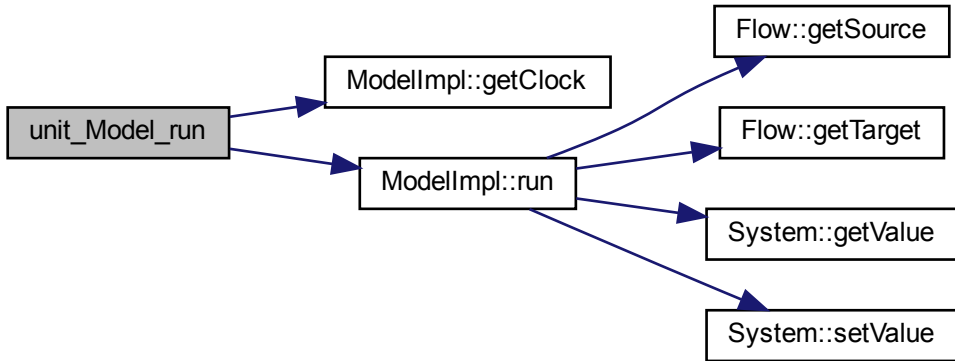 unit_Model_run
ModelImpl::getClock
ModelImpl::run
Flow::getSource
Flow::getTarget
System::getValue
System::setValue